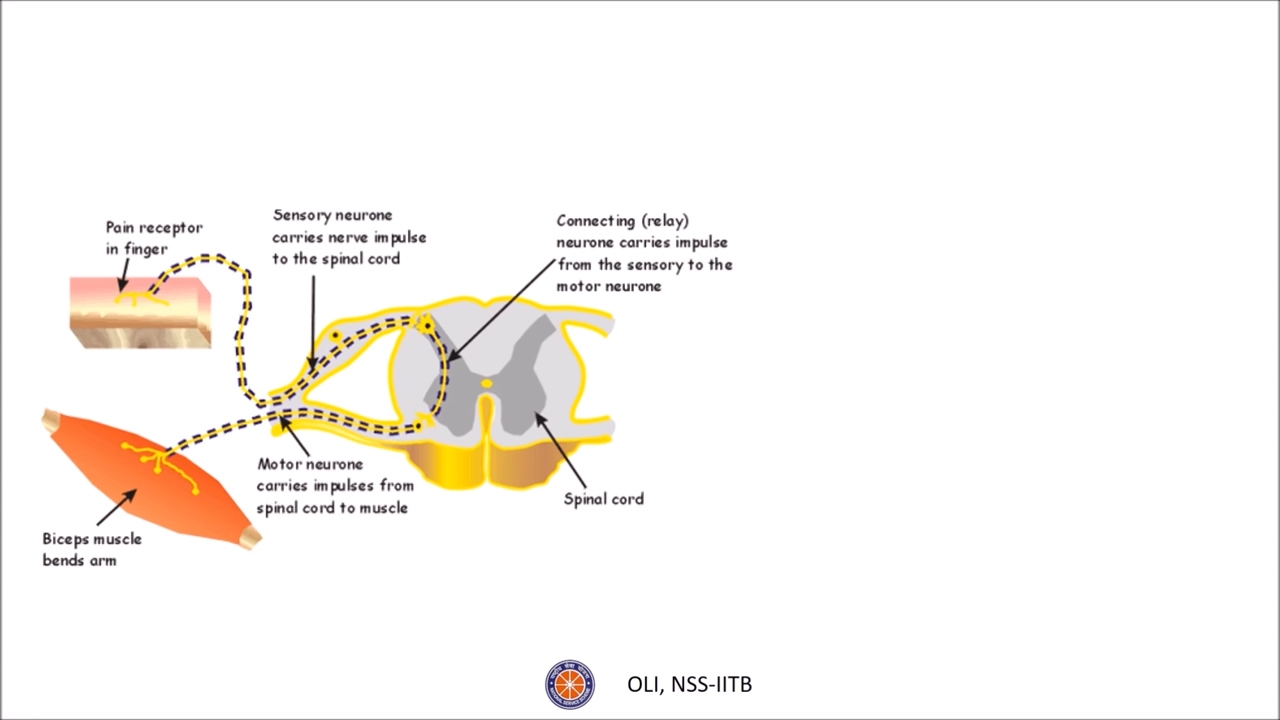 Pain receptor
in finger
Sensory neurone
carries nerve impulse
to the spinal cord
Connecting (relay)
neurone carries impulse
from the sensory to the
motor neurone
Motor neurone
carries impulses from
spinal cord to muscle
Spinal cord
Biceps muscle
bends arm
OLI, NSS-IITB